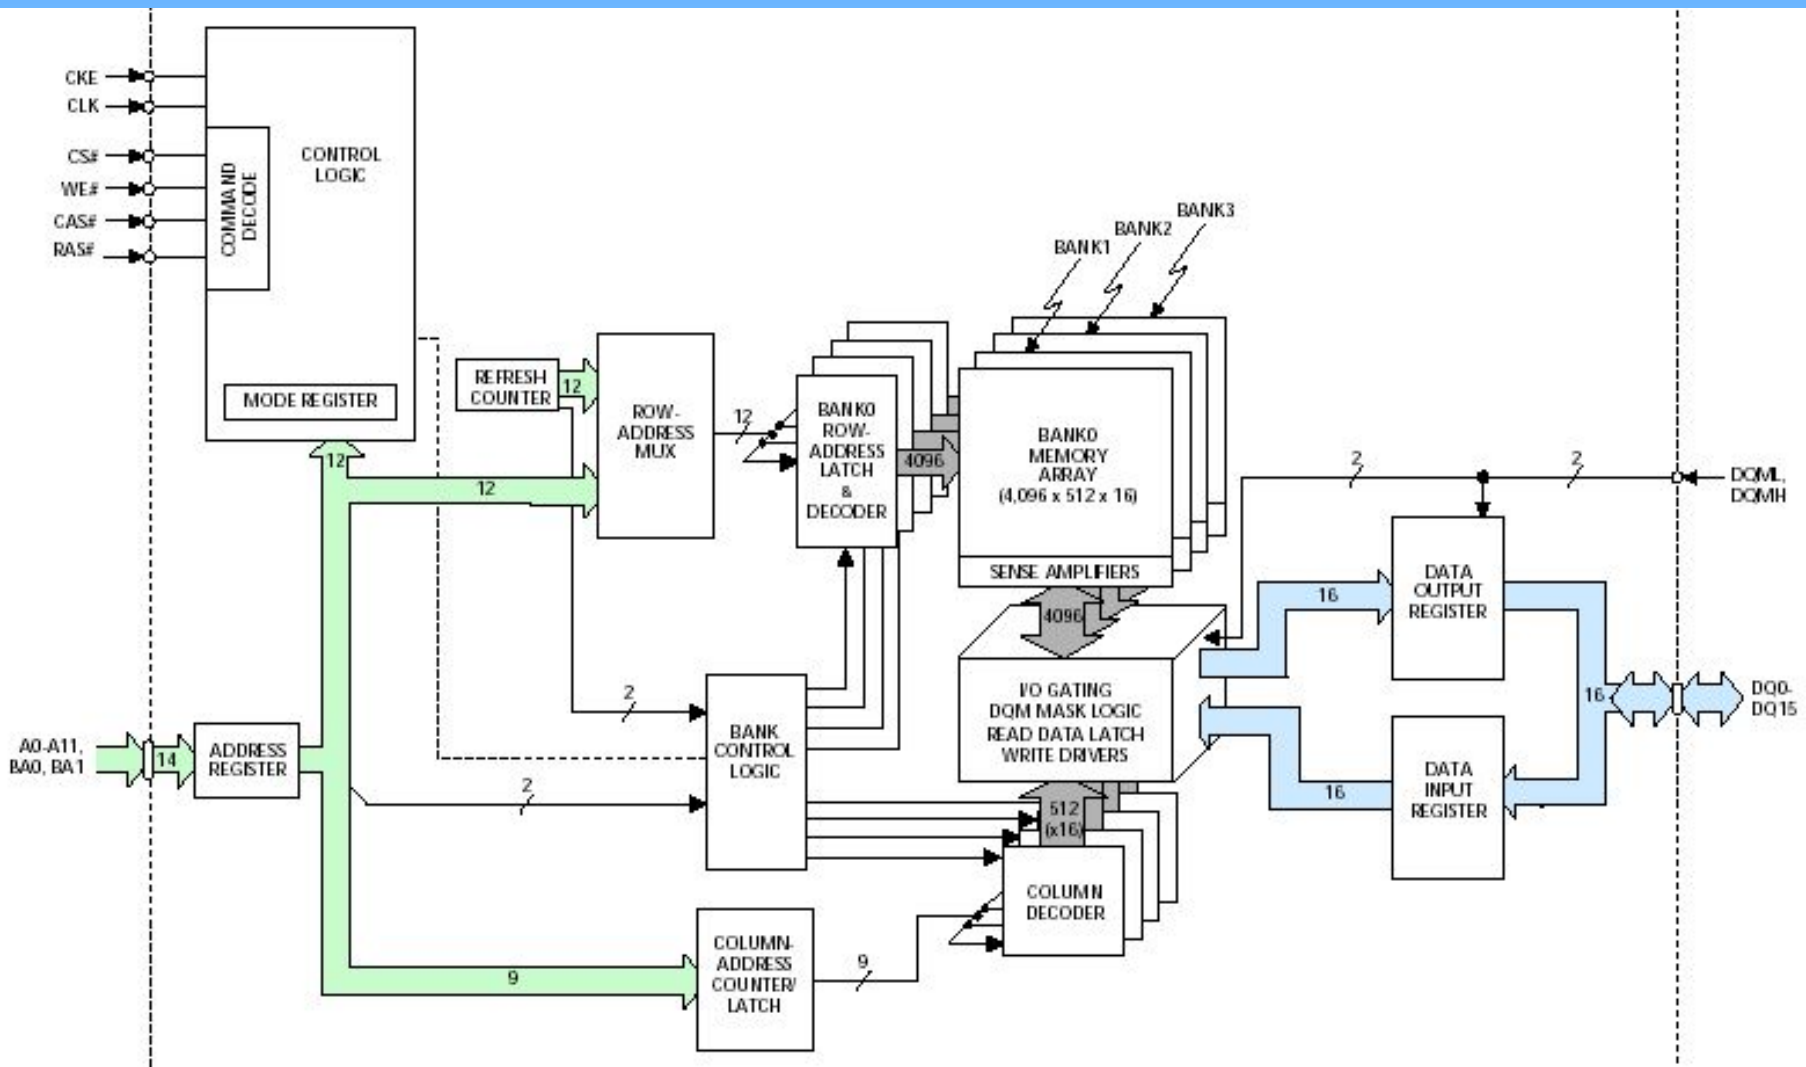 CKE
CLK
CS#
WE#
CAS#
RAS#
COMMAND
DECODE
CONTROL
LOGIC
MODE REGISTER
12
12
REFRESH
COUNTER
12
ROW-
ADDRESS
MUX
12
BANK0
ROW-
ADDRESS
LATCH
&
DECODER
4096
BANK1
BANK2
BANK3
BANK0
MEMORY
ARRAY
(4,096 x 512 x 16)
SENSE AMPLIFIERS
4096
I/O GATING
DQM MASK LOGIC
READ DATA LATCH
WRITE DRIVERS
2
2
DQML,
DQMH
16
DATA
OUTPUT
REGISTER
16
DQ0-
DQ15
16
DATA
INPUT
REGISTER
A0-A11,
BA0, BA1
14
ADDRESS
REGISTER
2
2
BANK
CONTROL
LOGIC
512
(x16)
COLUMN
DECODER
9
COLUMN-
ADDRESS
COUNTER/
LATCH
9